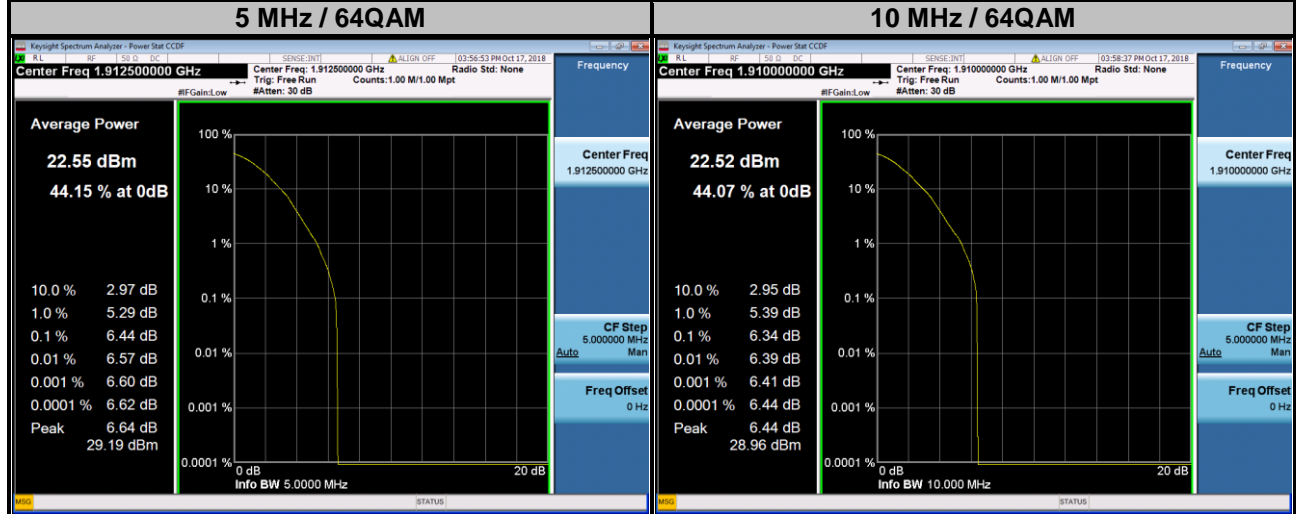 5 MHz / 64QAM
Keysight Spectrum Analyzer - Power Stat CCDF
RL RF 50 Ω DC SENSE:INT ALIGN OFF 03:56:53 PM Oct 17, 2018
Center Freq 1.912500000 GHz
Center Freq: 1.912500000 GHz Radio Std: None
Trig: Free Run Counts:1.00 M/1.00 Mpt
#IFGain:Low #Atten: 30 dB
Frequency
Average Power
22.55 dBm
44.15 % at 0dB
10.0 % 2.97 dB
1.0 % 5.29 dB
0.1 % 6.44 dB
0.01 % 6.57 dB
0.001 % 6.60 dB
0.0001 % 6.62 dB
Peak 6.64 dB
29.19 dBm
100 %
10 %
1 %
0.1 %
0.01 %
0.001 %
0.0001 %
0 dB 20 dB
Info BW 5.0000 MHz
Center Freq
1.912500000 GHz
CF Step
5.000000 MHz
Auto Man
Freq Offset
0 Hz
MSG STATUS
10 MHz / 64QAM
Keysight Spectrum Analyzer - Power Stat CCDF
RL RF 50 Ω DC SENSE:INT ALIGN OFF 03:58:37 PM Oct 17, 2018
Center Freq 1.910000000 GHz
Center Freq: 1.910000000 GHz Radio Std: None
Trig: Free Run Counts:1.00 M/1.00 Mpt
#IFGain:Low #Atten: 30 dB
Frequency
Average Power
22.52 dBm
44.07 % at 0dB
10.0 % 2.95 dB
1.0 % 5.39 dB
0.1 % 6.34 dB
0.01 % 6.39 dB
0.001 % 6.41 dB
0.0001 % 6.44 dB
Peak 6.44 dB
28.96 dBm
100 %
10 %
1 %
0.1 %
0.01 %
0.001 %
0.0001 %
0 dB 20 dB
Info BW 10.000 MHz
Center Freq
1.910000000 GHz
CF Step
5.000000 MHz
Auto Man
Freq Offset
0 Hz
MSG STATUS